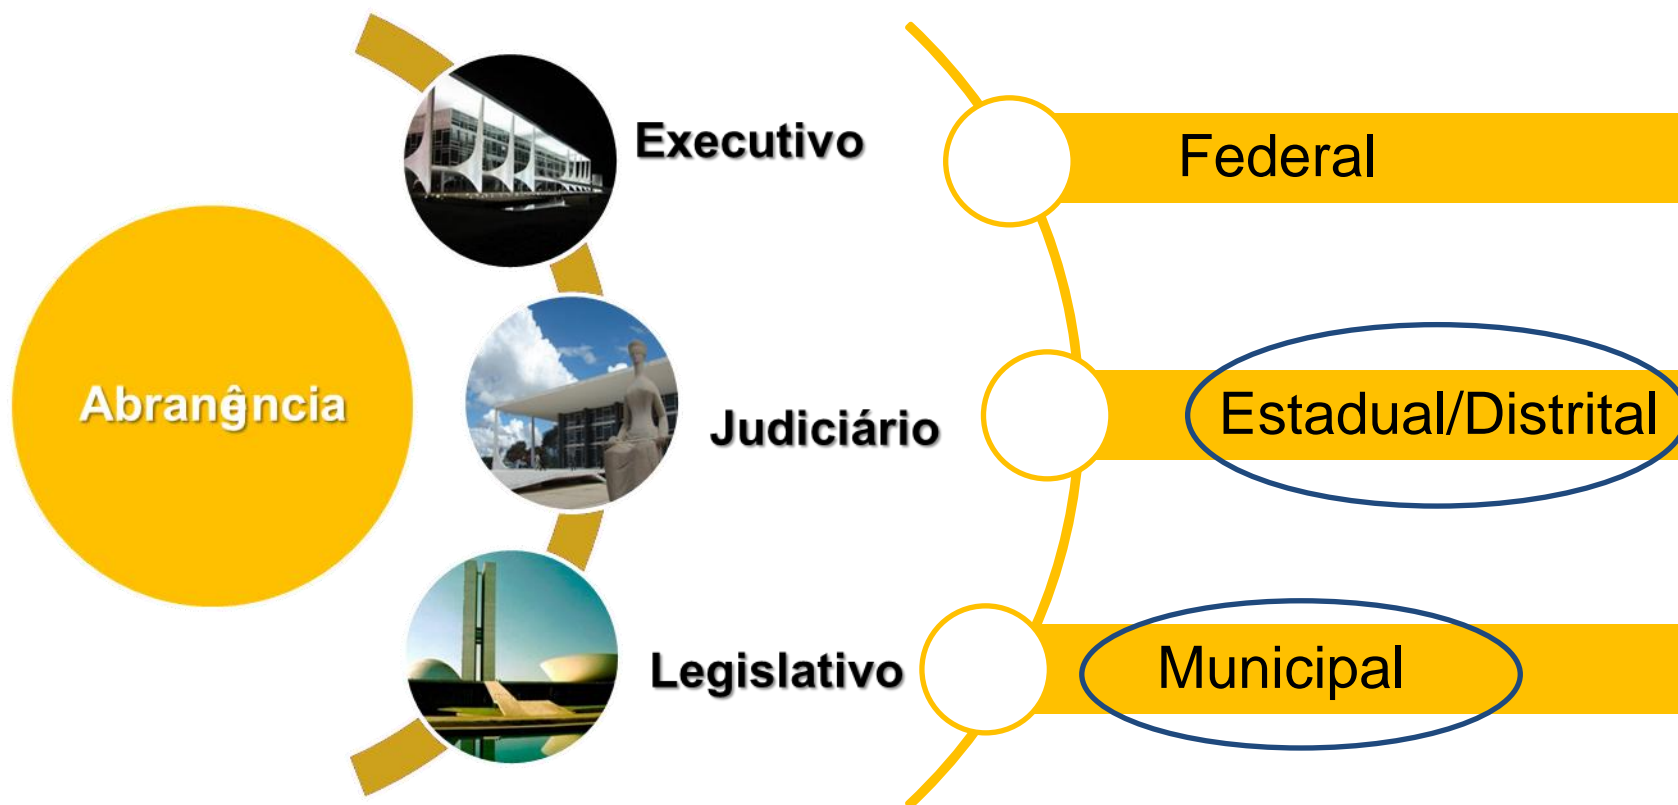 Abrangência
Executivo
Judiciário
Legislativo
Federal
Estadual/Distrital
Municipal